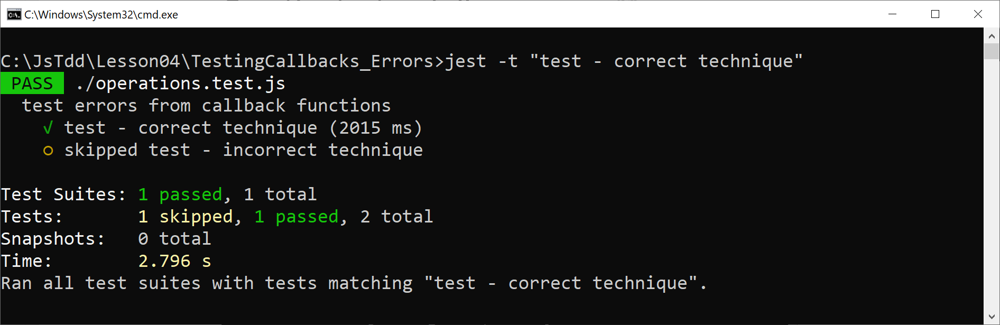 C:\Windows\System32\cmd.exe
C:\JsTdd\Lesson04\TestingCallbacks_Errors>jest -t "test - correct technique"
PASS ./operations.test.js
test errors from callback functions
√ test - correct technique (2015 ms)
○ skipped test - incorrect technique
Test Suites: 1 passed, 1 total
Tests: 1 skipped, 1 passed, 2 total
Snapshots: 0 total
Time: 2.796 s
Ran all test suites with tests matching "test - correct technique".